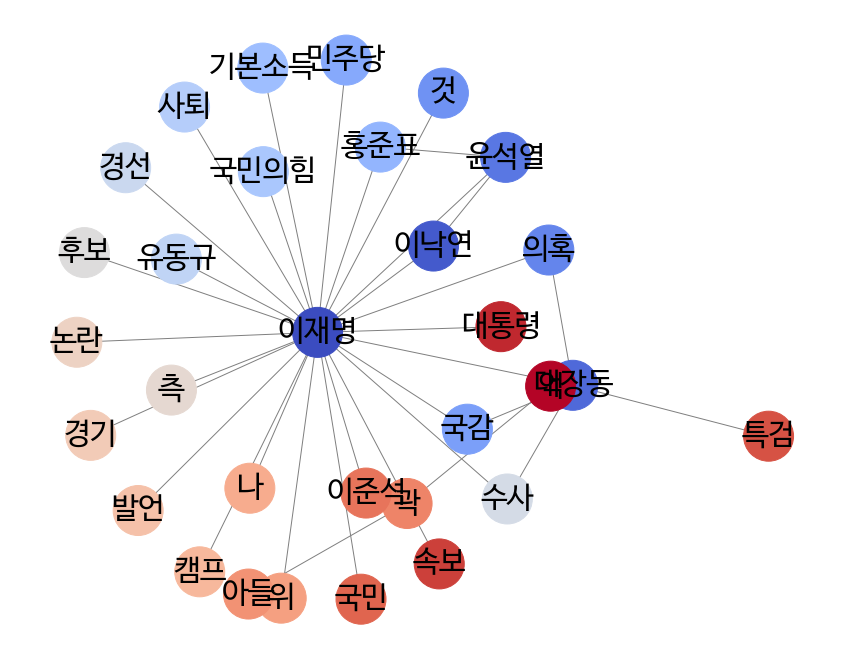 민주당
기본소득
것
사퇴
홍준표
윤석열
경선
국민의힘
후보
유동규
이낙연
의혹
이재명
대통령
논란
측
대장동
경기
국감
특검
나
이준석
곽
수사
발언
캠프
속보
아들
위
국민